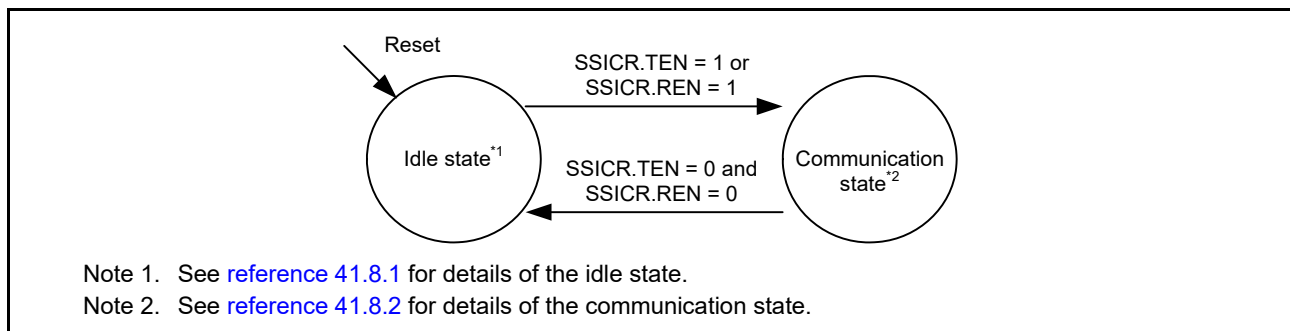 Reset
SSICR.TEN = 1 or
SSICR.REN = 1
Idle state*1
Communication
state*2
SSICR.TEN = 0 and
SSICR.REN = 0
Note 1. See reference 41.8.1 for details of the idle state.
Note 2. See reference 41.8.2 for details of the communication state.